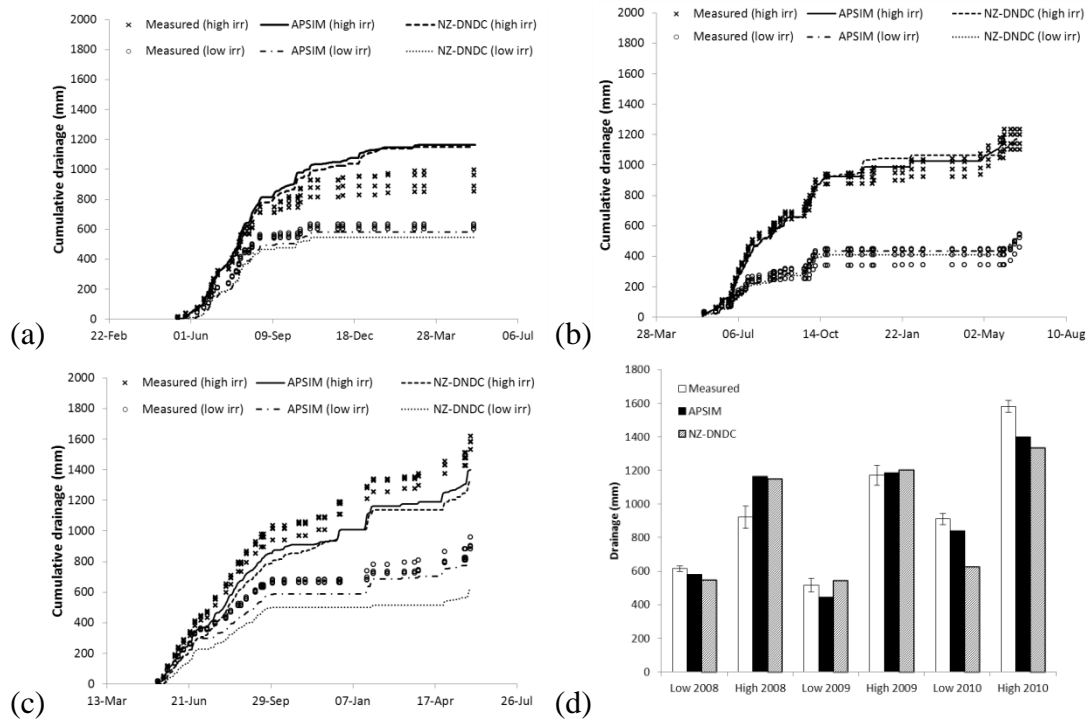 Measured (high irr) APSIM (high irr) NZ-DNDC (high irr)
Measured (low irr) APSIM (low irr) NZ-DNDC (low irr)
Cumulative drainage (mm)
2000
1800
1600
1400
1200
1000
800
600
400
200
0
22-Feb 01-Jun 09-Sep 18-Dec 28-Mar 06-Jul
(a)
Measured (high irr) APSIM (high irr) NZ-DNDC (high irr)
Measured (low irr) APSIM (low irr) NZ-DNDC (low irr)
Cumulative drainage (mm)
2000
1800
1600
1400
1200
1000
800
600
400
200
0
28-Mar 06-Jul 14-Oct 22-Jan 02-May 10-Aug
(b)
Measured (high irr) APSIM (high irr) NZ-DNDC (high irr)
Measured (low irr) APSIM (low irr) NZ-DNDC (low irr)
Cumulative drainage (mm)
2000
1800
1600
1400
1200
1000
800
600
400
200
0
13-Mar 21-Jun 29-Sep 07-Jan 17-Apr 26-Jul
(c)
Measured
APSIM
NZ-DNDC
Drainage (mm)
1800
1600
1400
1200
1000
800
600
400
200
0
Low 2008 High 2008 Low 2009 High 2009 Low 2010 High 2010
(d)